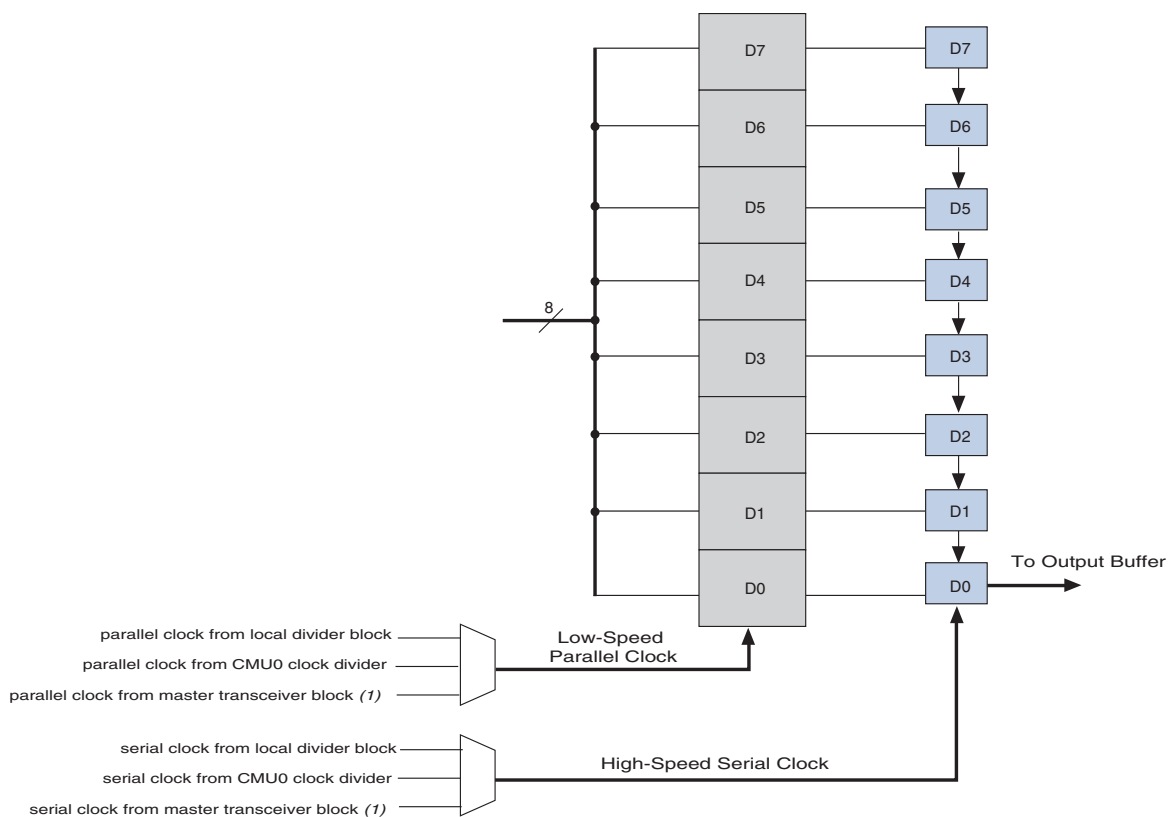 D7
D7
D6
D6
D5
D5
D4
D4
8
D3
D3
D2
D2
D1
D1
To Output Buffer
D0
D0
parallel clock from local divider block
Low-Speed
Parallel Clock
parallel clock from CMU0 clock divider
parallel clock from master transceiver block (1)
serial clock from local divider block
High-Speed Serial Clock
serial clock from CMU0 clock divider
serial clock from master transceiver block (1)